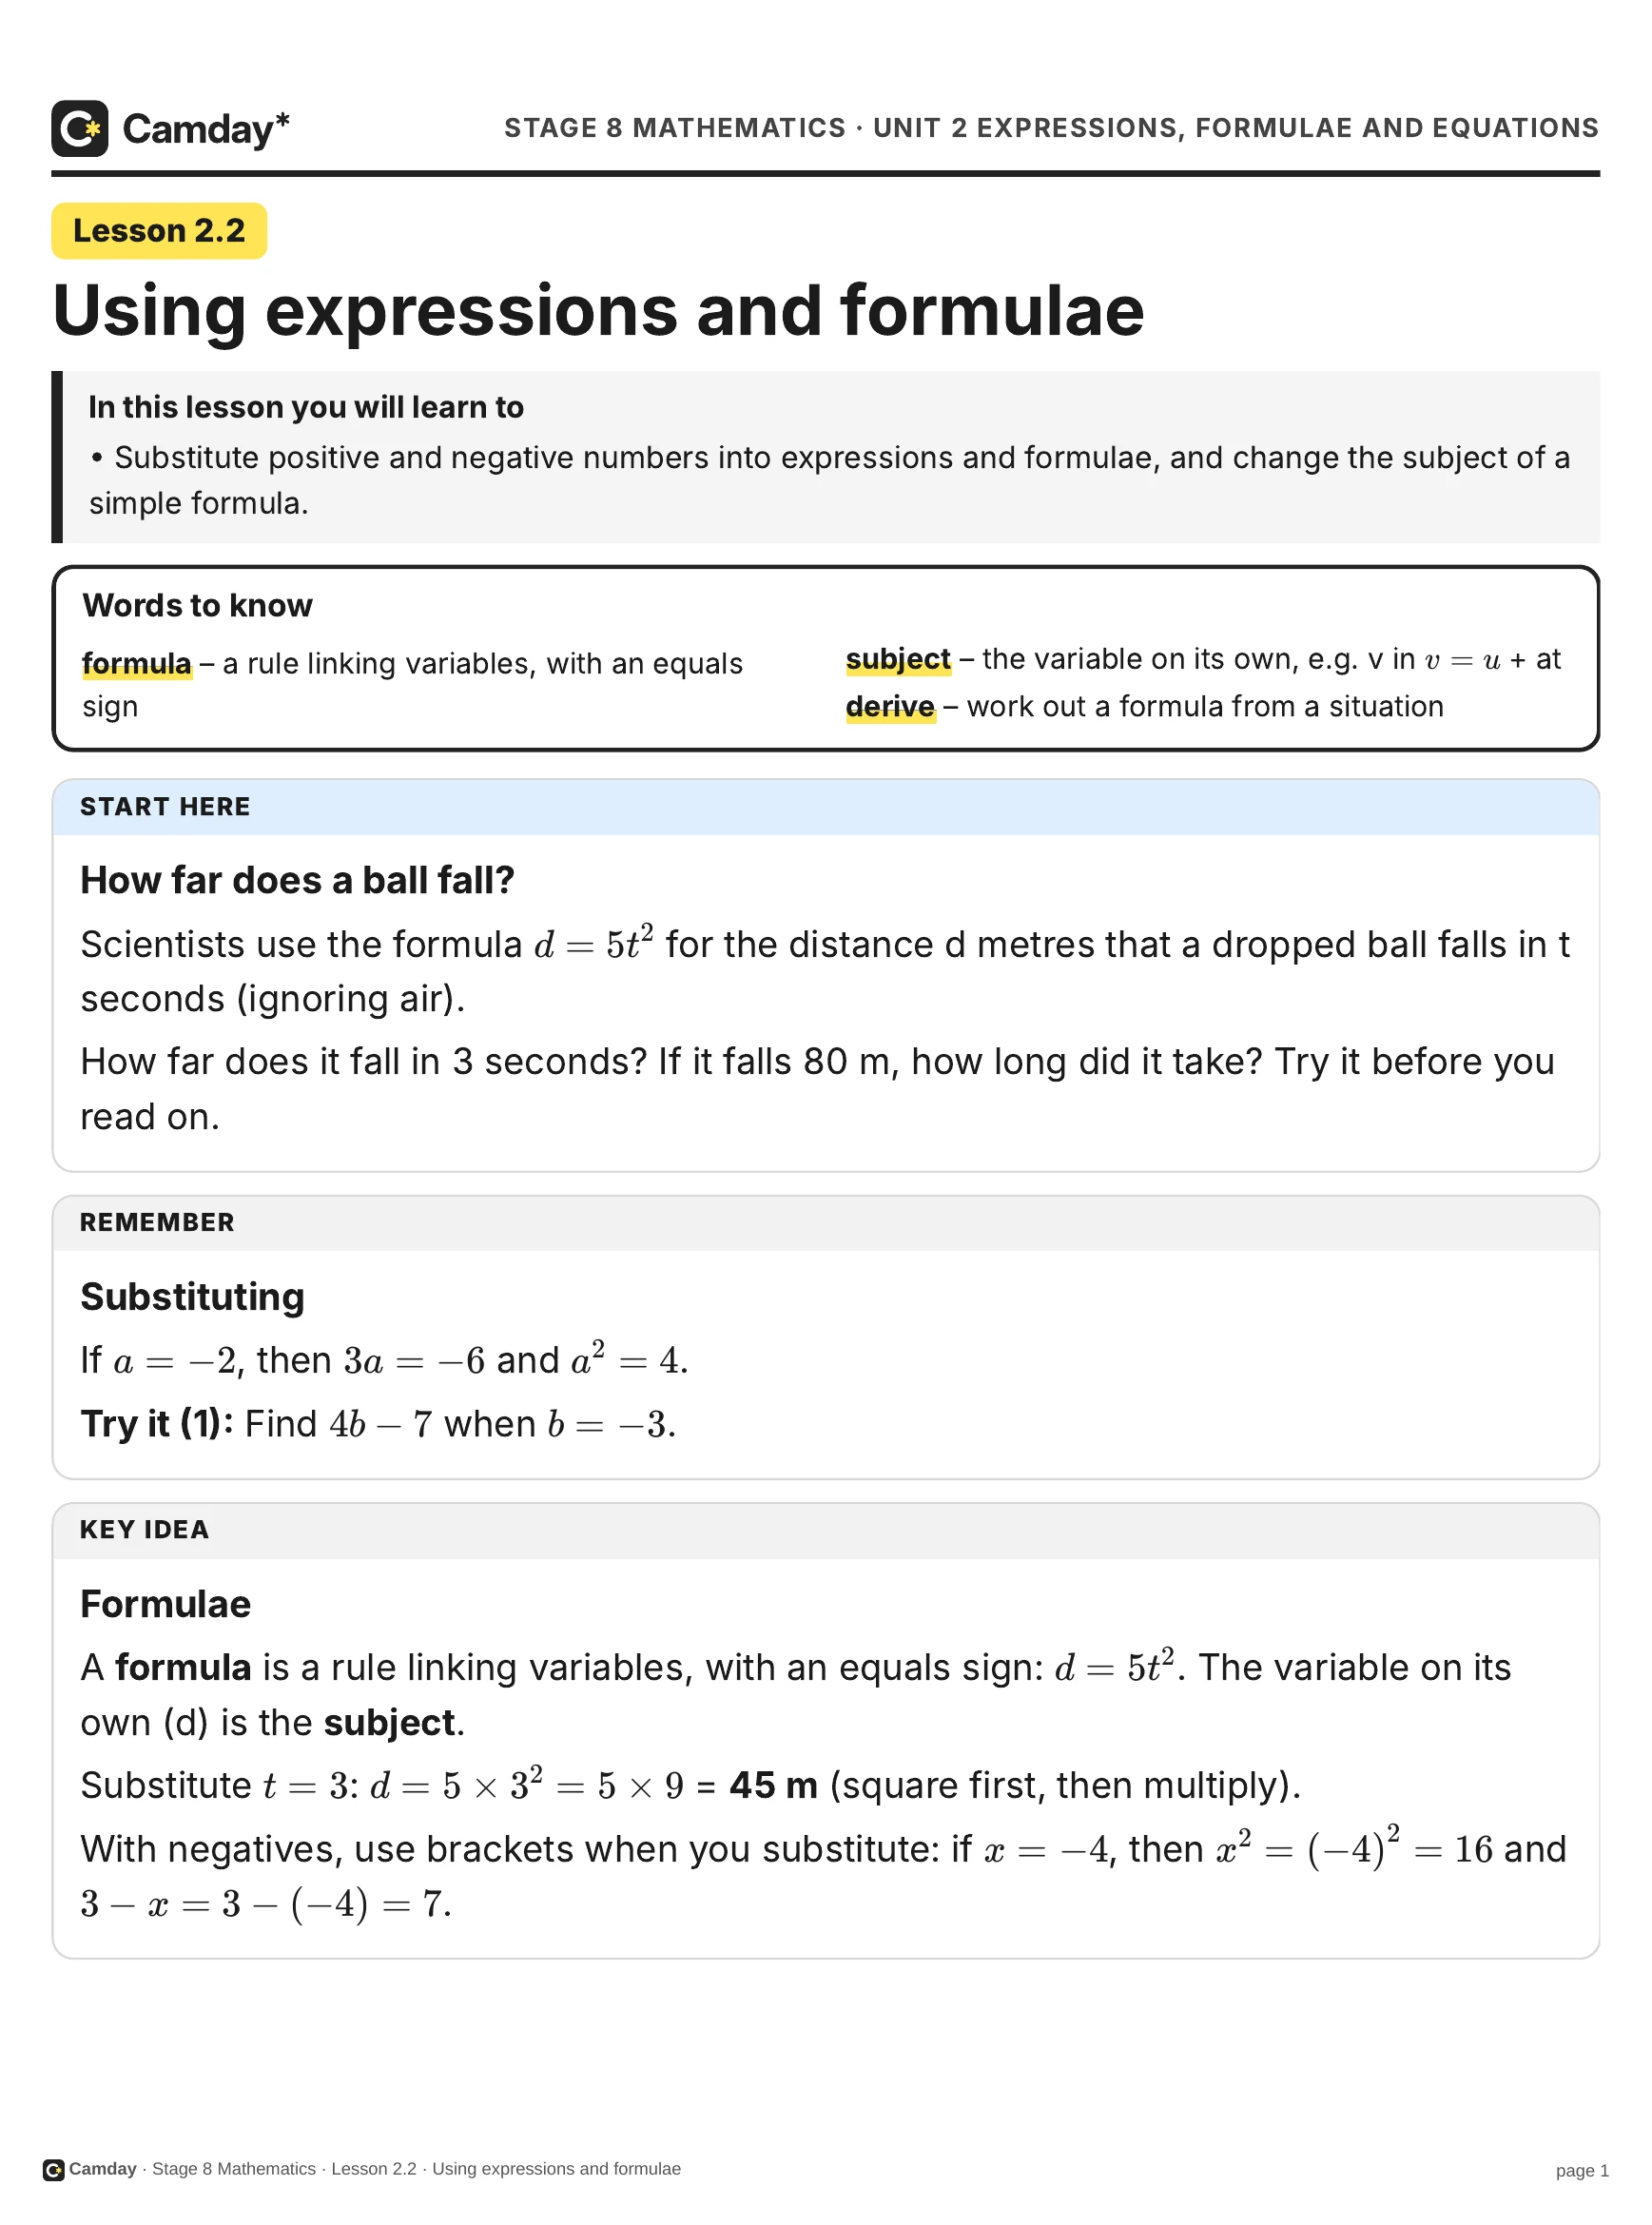 Camday*
STAGE 8 MATHEMATICS · UNIT 2 EXPRESSIONS, FORMULAE AND EQUATIONS
Lesson 2.2
Using expressions and formulae
In this lesson you will learn to
• Substitute positive and negative numbers into expressions and formulae, and change the subject of a
simple formula.
Words to know
formula – a rule linking variables, with an equals
sign
subject – the variable on its own, e.g. v in v = u + at
derive – work out a formula from a situation
START HERE
How far does a ball fall?
Scientists use the formula d = 5t² for the distance d metres that a dropped ball falls in t
seconds (ignoring air).
How far does it fall in 3 seconds? If it falls 80 m, how long did it take? Try it before you
read on.
REMEMBER
Substituting
If a = −2, then 3a = −6 and a² = 4.
Try it (1): Find 4b − 7 when b = −3.
KEY IDEA
Formulae
A formula is a rule linking variables, with an equals sign: d = 5t². The variable on its
own (d) is the subject.
Substitute t = 3: d = 5 × 3² = 5 × 9 = 45 m (square first, then multiply).
With negatives, use brackets when you substitute: if x = −4, then x² = (−4)² = 16 and
3 − x = 3 − (−4) = 7.
Camday · Stage 8 Mathematics · Lesson 2.2 · Using expressions and formulae
page 1